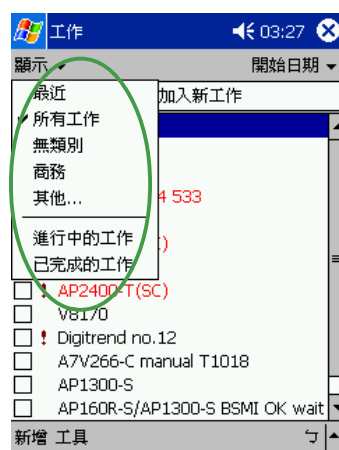 工作 03:27
顯示 開始日期
最近
加入新工作
所有工作
無類別
商務
其他... 4 533
進行中的工作 )
已完成的工作
! AP2400-T(SC)
V8170
! Digitrend no.12
A7V266-C manual T1018
AP1300-S
AP160R-S/AP1300-S BSMI OK wait
新增 工具 ㄅ